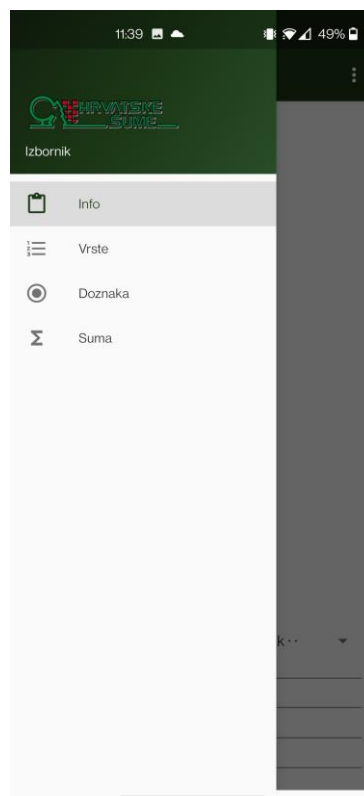 11:39
49%
HRVATSKE
ŠUME
Izbornik
Info
Vrste
Doznaka
Suma
k..